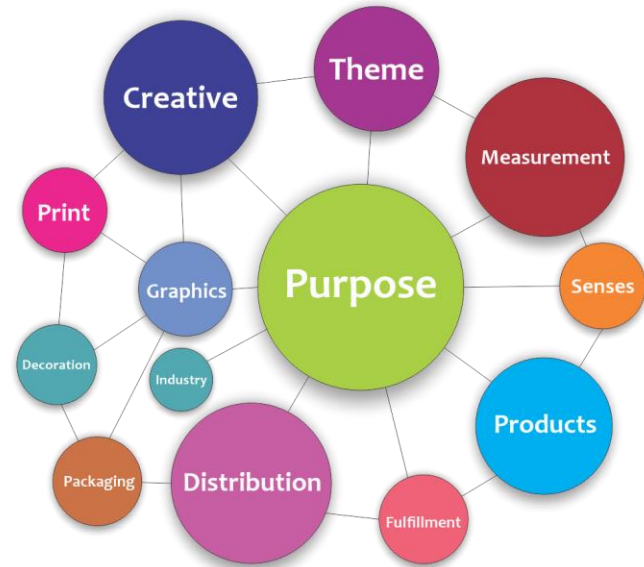 Theme
Creative
Measurement
Print
Purpose
Senses
Graphics
Decoration
Industry
Products
Packaging
Distribution
Fulfillment